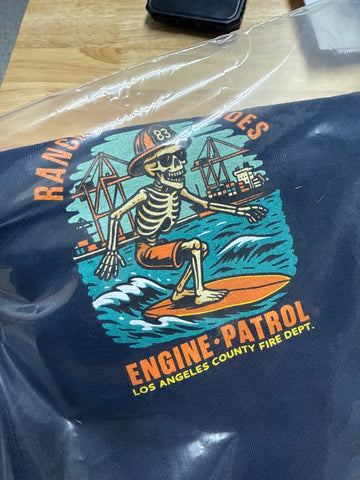 83
ENGINE • PATROL
LOS ANGELES COUNTY FIRE DEPT.